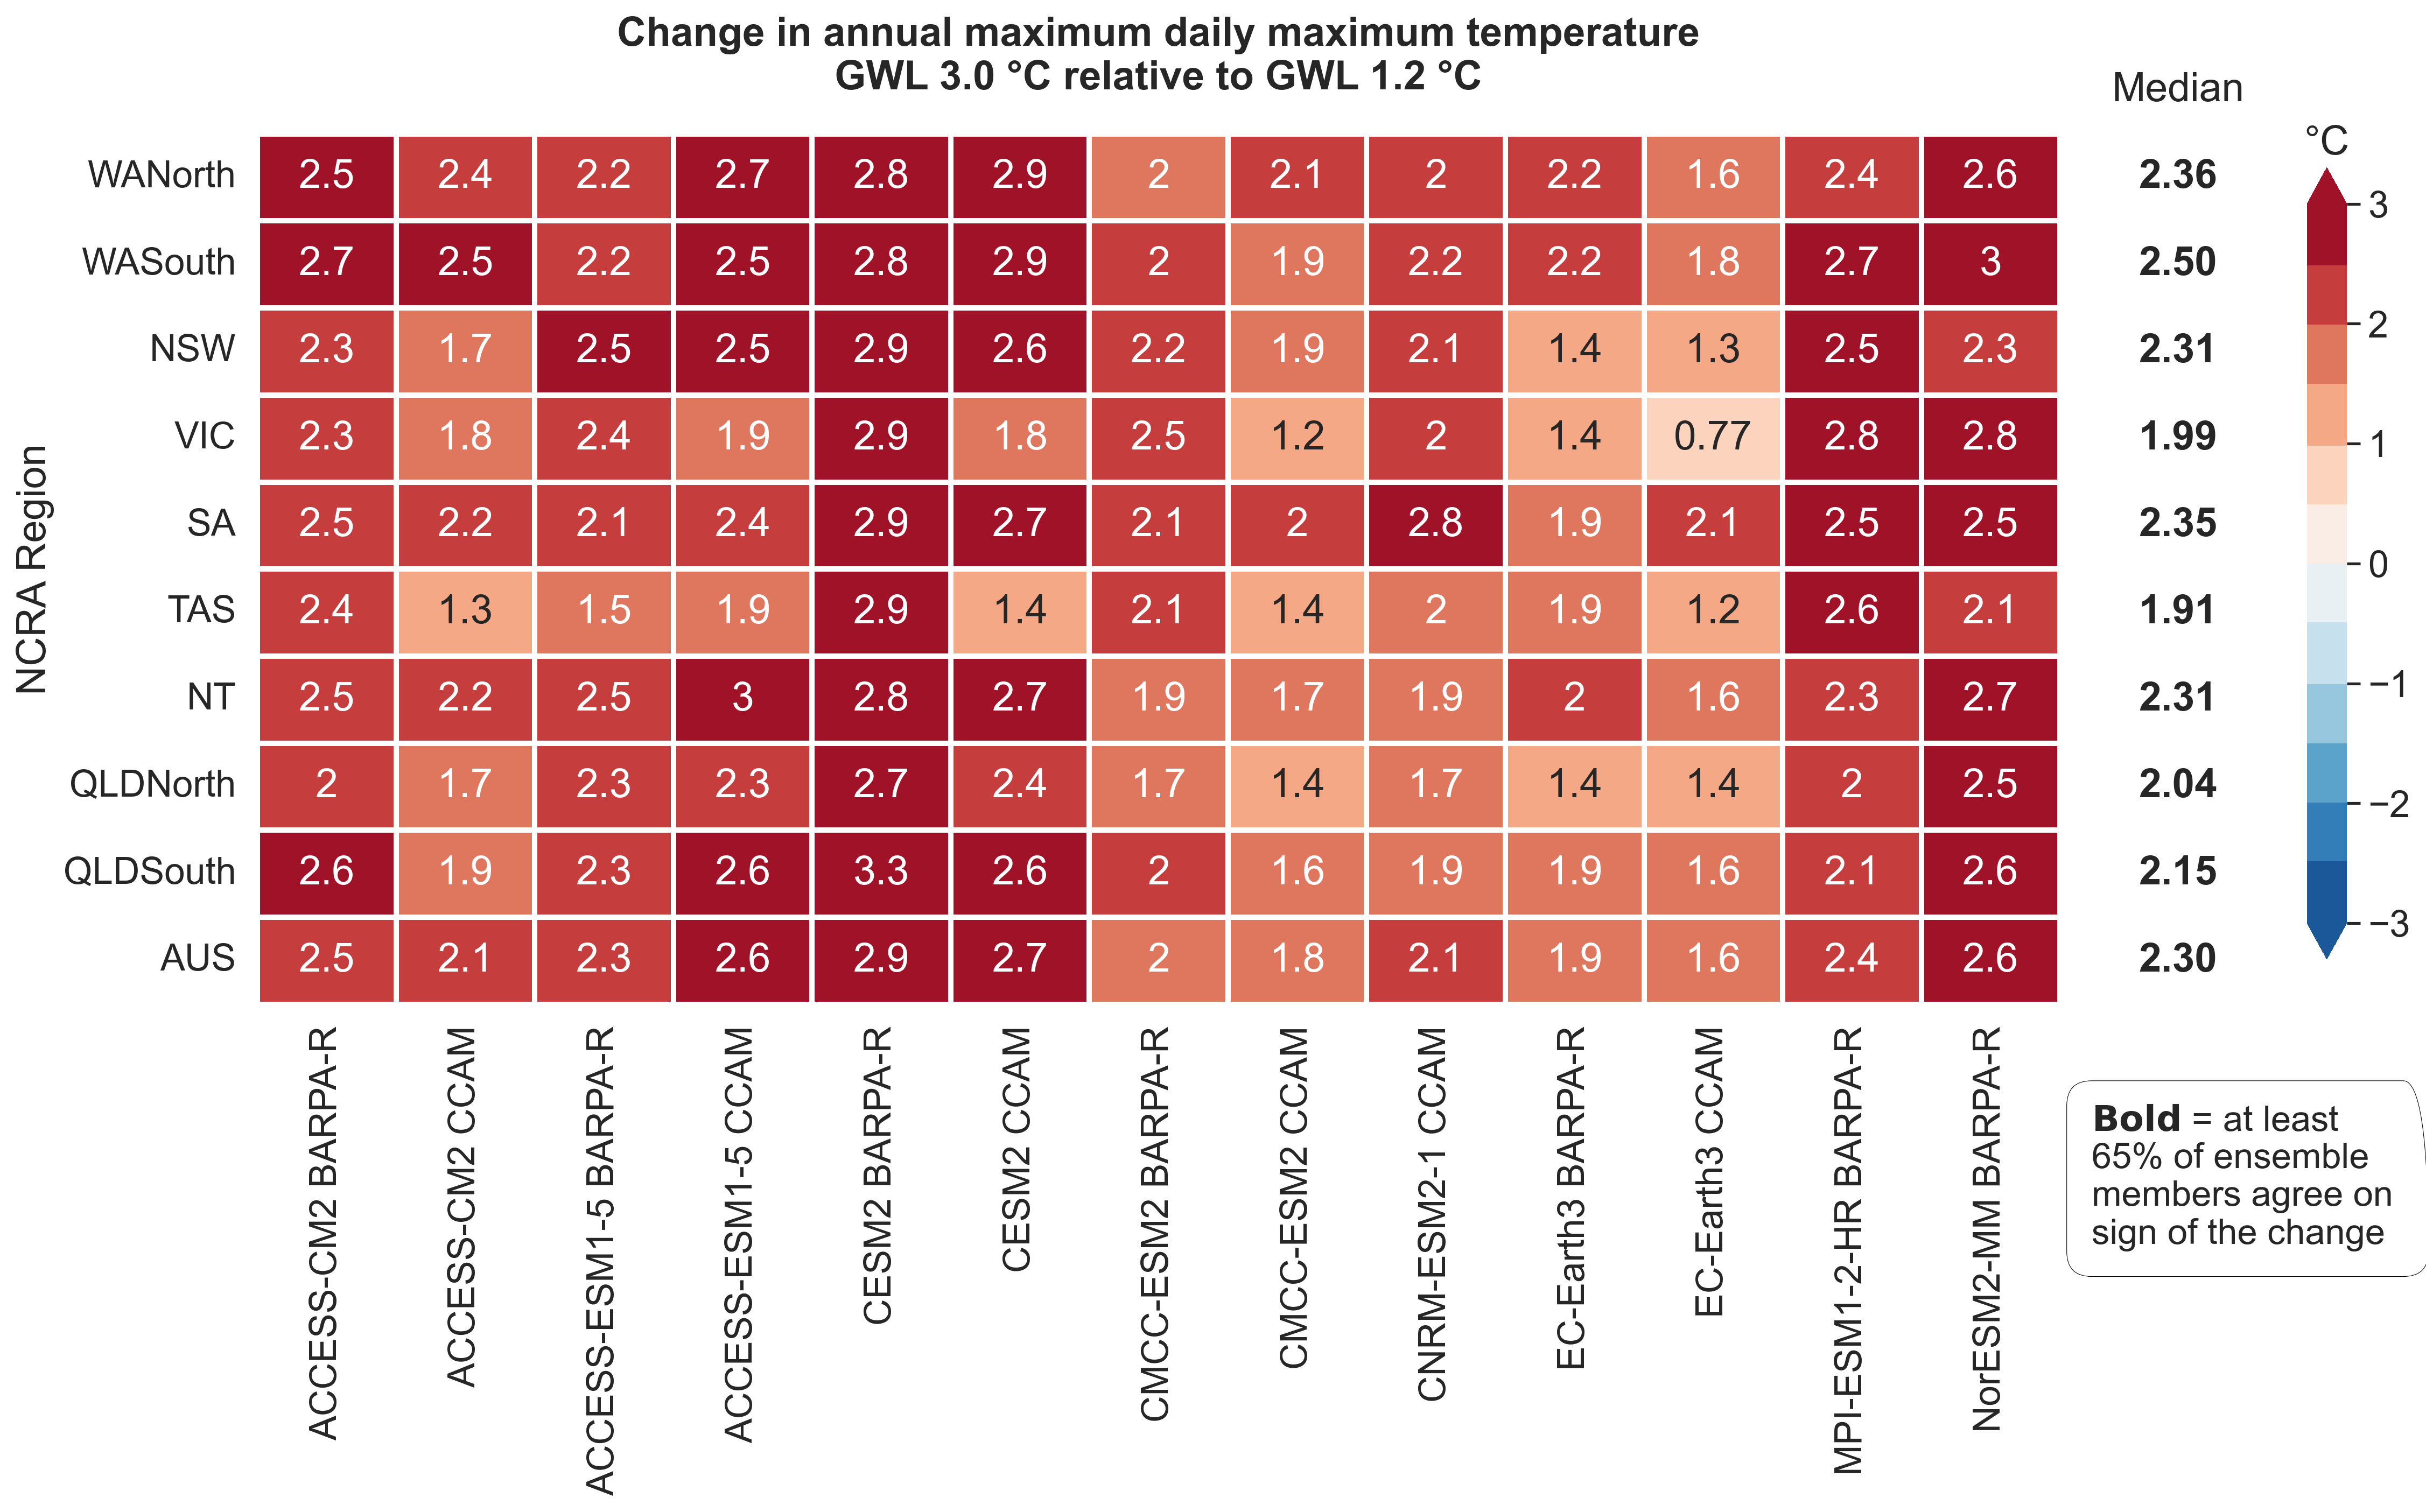 Change in annual maximum daily maximum temperature
GWL 3.0 °C relative to GWL 1.2 °C
Median
°C
NCRA Region
WANorth 2.5 2.4 2.2 2.7 2.8 2.9 2 2.1 2 2.2 1.6 2.4 2.6 2.36
WASouth 2.7 2.5 2.2 2.5 2.8 2.9 2 1.9 2.2 2.2 1.8 2.7 3 2.50
NSW 2.3 1.7 2.5 2.5 2.9 2.6 2.2 1.9 2.1 1.4 1.3 2.5 2.3 2.31
VIC 2.3 1.8 2.4 1.9 2.9 1.8 2.5 1.2 2 1.4 0.77 2.8 2.8 1.99
SA 2.5 2.2 2.1 2.4 2.9 2.7 2.1 2 2.8 1.9 2.1 2.5 2.5 2.35
TAS 2.4 1.3 1.5 1.9 2.9 1.4 2.1 1.4 2 1.9 1.2 2.6 2.1 1.91
NT 2.5 2.2 2.5 3 2.8 2.7 1.9 1.7 1.9 2 1.6 2.3 2.7 2.31
QLDNorth 2 1.7 2.3 2.3 2.7 2.4 1.7 1.4 1.7 1.4 1.4 2 2.5 2.04
QLDSouth 2.6 1.9 2.3 2.6 3.3 2.6 2 1.6 1.9 1.9 1.6 2.1 2.6 2.15
AUS 2.5 2.1 2.3 2.6 2.9 2.7 2 1.8 2.1 1.9 1.6 2.4 2.6 2.30
ACCESS-CM2 BARPA-R
ACCESS-CM2 CCAM
ACCESS-ESM1-5 BARPA-R
ACCESS-ESM1-5 CCAM
CESM2 BARPA-R
CESM2 CCAM
CMCC-ESM2 BARPA-R
CMCC-ESM2 CCAM
CNRM-ESM2-1 CCAM
EC-Earth3 BARPA-R
EC-Earth3 CCAM
MPI-ESM1-2-HR BARPA-R
NorESM2-MM BARPA-R
3
2
1
0
−1
−2
−3
Bold = at least
65% of ensemble
members agree on
sign of the change